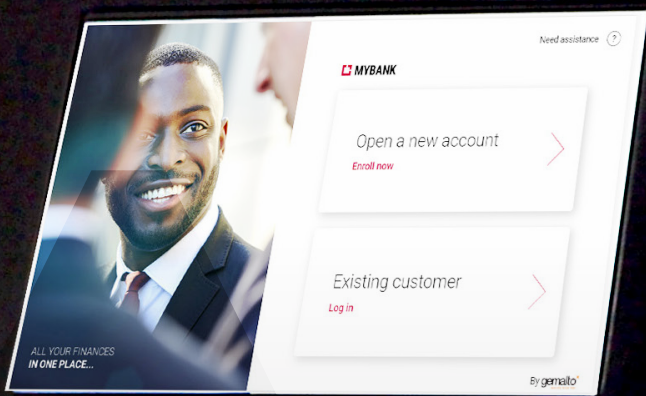 Need assistance ?
MYBANK
Open a new account
Enroll now
Existing customer
Log in
ALL YOUR FINANCES
IN ONE PLACE...
By gemalto